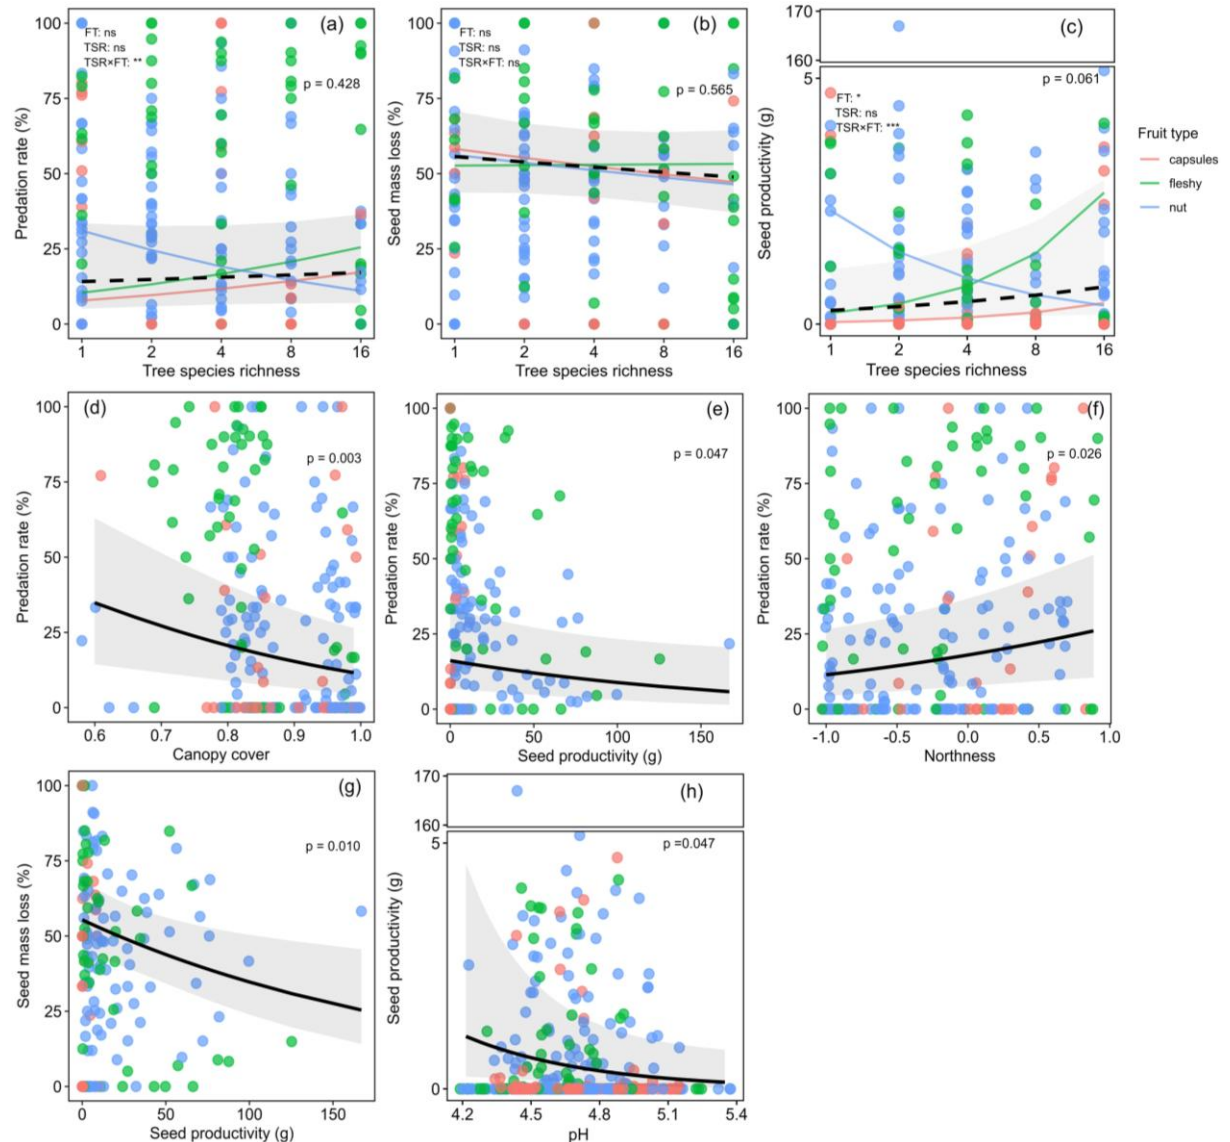 (a)
FT: ns
TSR: ns
TSR×FT: **
p = 0.428
Predation rate (%)
100
75
50
25
0
1 2 4 8 16
Tree species richness
(b)
FT: ns
TSR: ns
TSR×FT: ns
p = 0.565
Seed mass loss (%)
100
75
50
25
0
1 2 4 8 16
Tree species richness
(c)
170
160
5
0
FT: *
TSR: ns
TSR×FT: ***
p = 0.061
Seed productivity (g)
1 2 4 8 16
Tree species richness
Fruit type
capsules
fleshy
nut
(d)
p = 0.003
Predation rate (%)
100
75
50
25
0
0.6 0.7 0.8 0.9 1.0
Canopy cover
(e)
p = 0.047
Predation rate (%)
100
75
50
25
0
0 50 100 150
Seed productivity (g)
(f)
p = 0.026
Predation rate (%)
100
75
50
25
0
-1.0 -0.5 0.0 0.5 1.0
Northness
(g)
p = 0.010
Seed mass loss (%)
100
75
50
25
0
0 50 100 150
Seed productivity (g)
(h)
170
160
5
0
p =0.047
Seed productivity (g)
4.2 4.5 4.8 5.1 5.4
pH